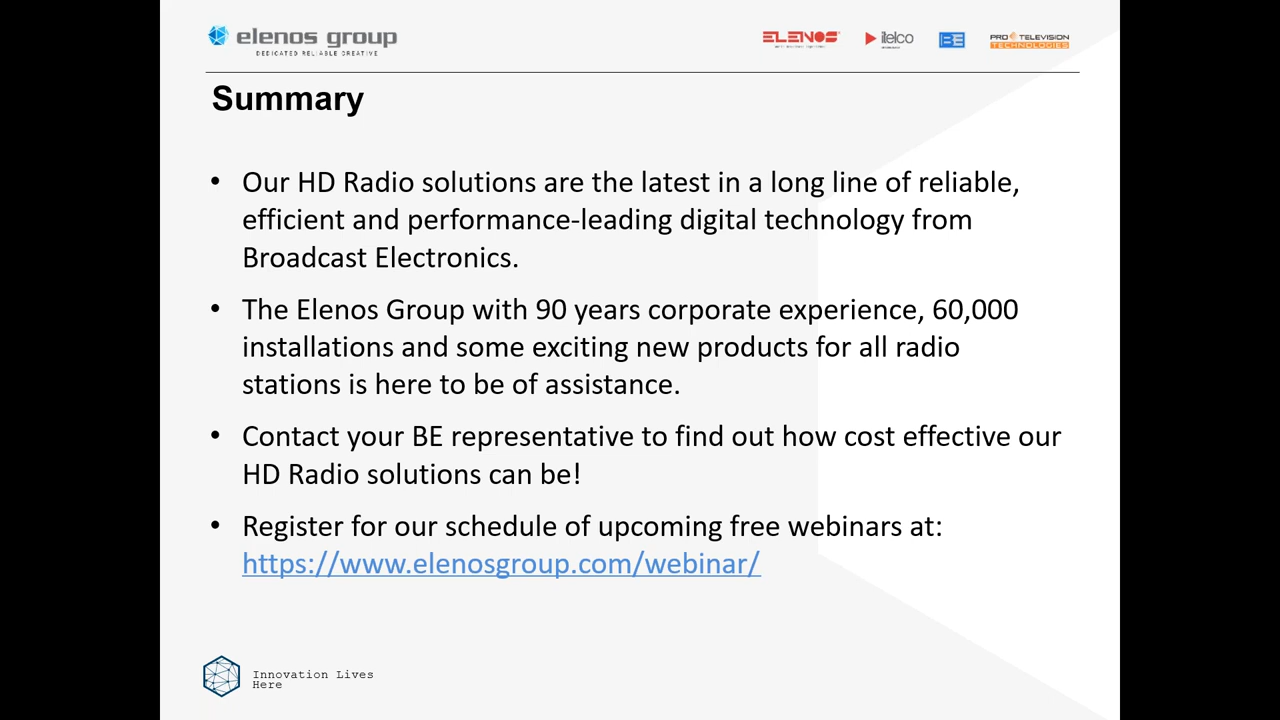 elenos group
DEDICATED RELIABLE CREATIVE
ELENOS
itelco
BE
PRO TELEVISION
TECHNOLOGIES
Summary
• Our HD Radio solutions are the latest in a long line of reliable,
efficient and performance-leading digital technology from
Broadcast Electronics.
• The Elenos Group with 90 years corporate experience, 60,000
installations and some exciting new products for all radio
stations is here to be of assistance.
• Contact your BE representative to find out how cost effective our
HD Radio solutions can be!
• Register for our schedule of upcoming free webinars at:
https://www.elenosgroup.com/webinar/
Innovation Lives
Here